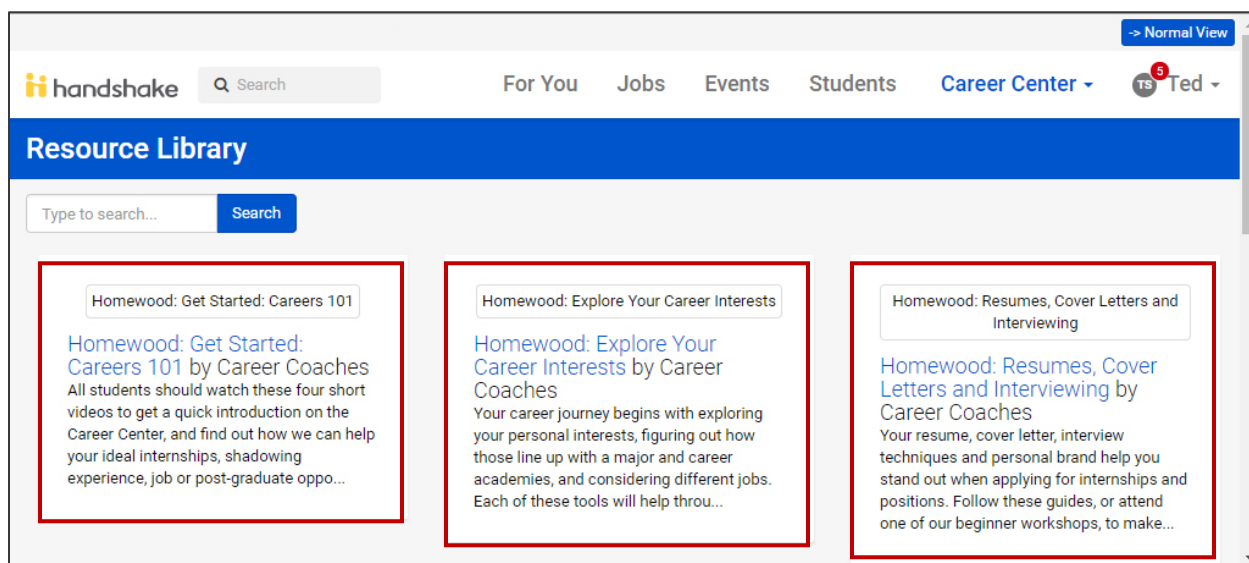 -> Normal View
handshake
Search
For You
Jobs
Events
Students
Career Center
TS
5
Ted
Resource Library
Type to search...
Search
Homewood: Get Started: Careers 101
Homewood: Get Started:
Careers 101 by Career Coaches
All students should watch these four short
videos to get a quick introduction on the
Career Center, and find out how we can help
your ideal internships, shadowing
experience, job or post-graduate oppo...
Homewood: Explore Your Career Interests
Homewood: Explore Your
Career Interests by Career
Coaches
Your career journey begins with exploring
your personal interests, figuring out how
those line up with a major and career
academies, and considering different jobs.
Each of these tools will help throu...
Homewood: Resumes, Cover Letters and
Interviewing
Homewood: Resumes, Cover
Letters and Interviewing by
Career Coaches
Your resume, cover letter, interview
techniques and personal brand help you
stand out when applying for internships and
positions. Follow these guides, or attend
one of our beginner workshops, to make...